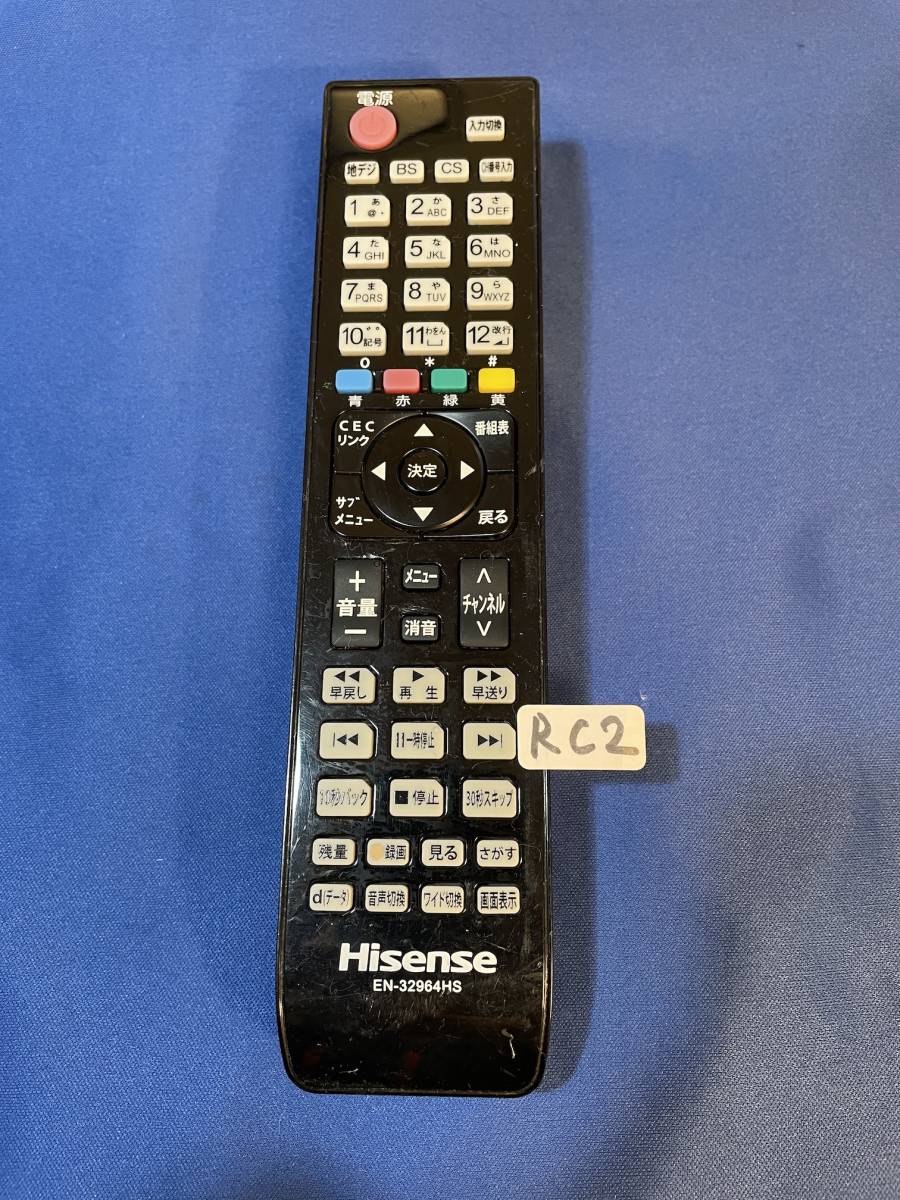 電源
入力切換
地デジ BS CS CH番号入力
1 あ @・ 2 か ABC 3 さ DEF
4 た GHI 5 な JKL 6 は MNO
7 ま PQRS 8 や TUV 9 ら WXYZ
10 ゛゜ 記号 11 わをん 12 改行
0 * #
青 赤 緑 黄
CEC 番組表
リンク
決定
サブ 戻る
メニュー
+ メニュー
音量 チャンネル
- 消音
早戻し 再生 早送り
一時停止 RC2
10秒バック 停止 30秒スキップ
残量 録画 見る さがす
d(データ) 音声切換 ワイド切換 画面表示
Hisense
EN-32964HS